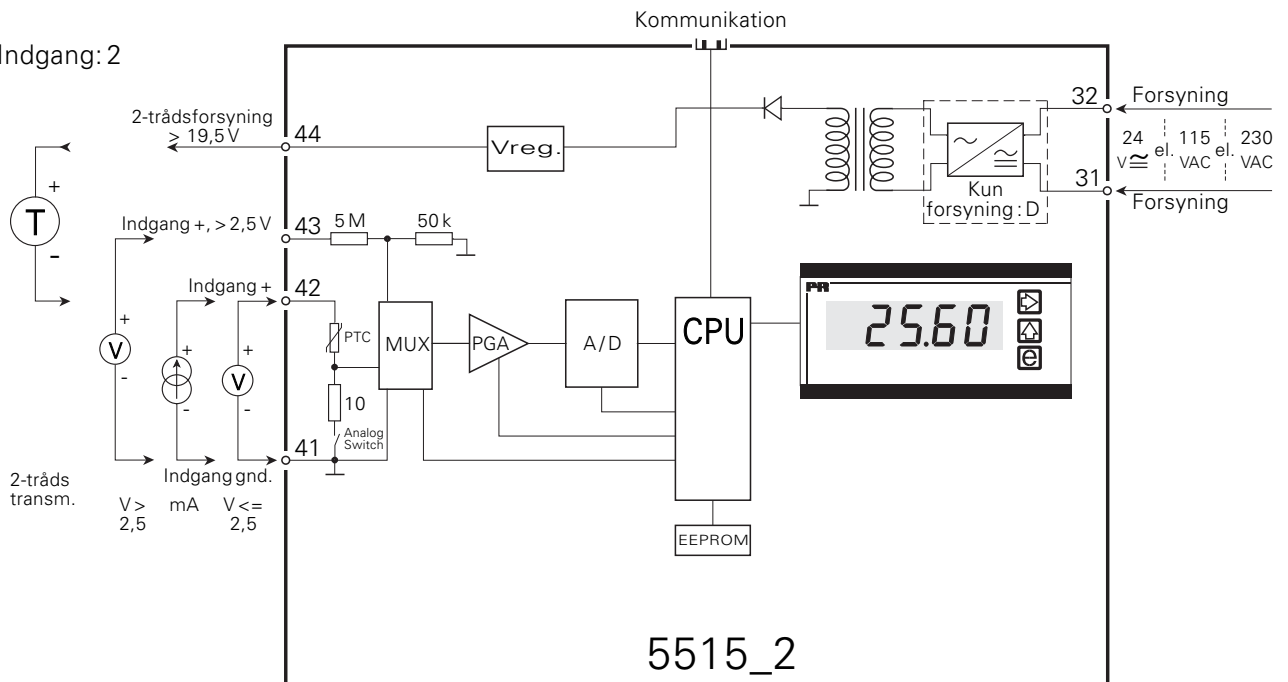 Kommunikation
Indgang: 2
2-trådsforsyning
> 19,5 V
44
Vreg.
32
Forsyning
24
V≅
el.
115
VAC
el.
230
VAC
31
Forsyning
Kun
forsyning : D
+
T
-
Indgang +, > 2,5 V
43
5 M
50 k
Indgang +
42
PTC
MUX
PGA
A/D
CPU
PR
25.60
e
+
V
-
+
-
+
V
-
10
Analog
Switch
41
Indgang gnd.
2-tråds
transm.
V >
2,5
mA
V <=
2,5
EEPROM
5515_2